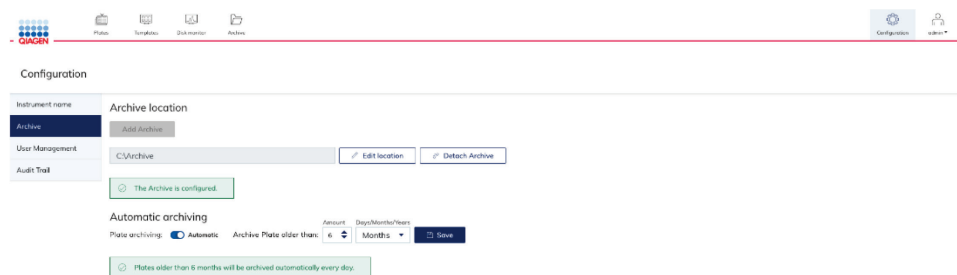 QIAGEN
Plates Templates Disk monitor Archive Configuration admin
Configuration
Instrument name
Archive
User Management
Audit Trail
Archive location
Add Archive
C:\Archive Edit location Detach Archive
The Archive is configured.
Automatic archiving
Amount Days/Months/Years
Plate archiving: Automatic Archive Plate older than: 6 Months Save
Plates older than 6 months will be archived automatically every day.